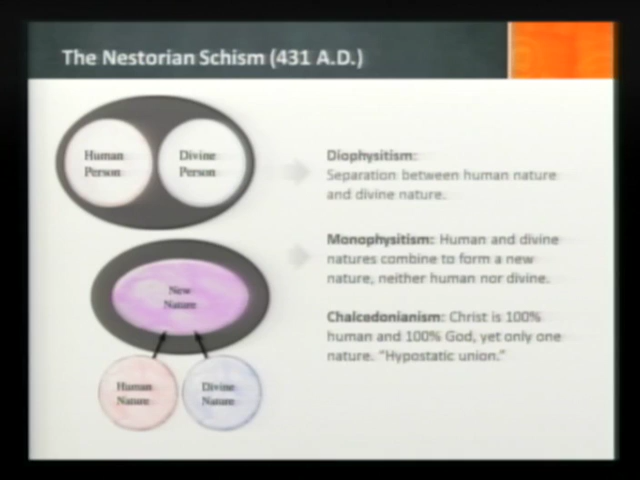 The Nestorian Schism (431 A.D.)
Human
Person
Divine
Person
Diophysitism:
Separation between human nature
and divine nature.
New
Nature
Human
Nature
Divine
Nature
Monophysitism: Human and divine
natures combine to form a new
nature, neither human nor divine.
Chalcedonianism: Christ is 100%
human and 100% God, yet only one
nature. "Hypostatic union."